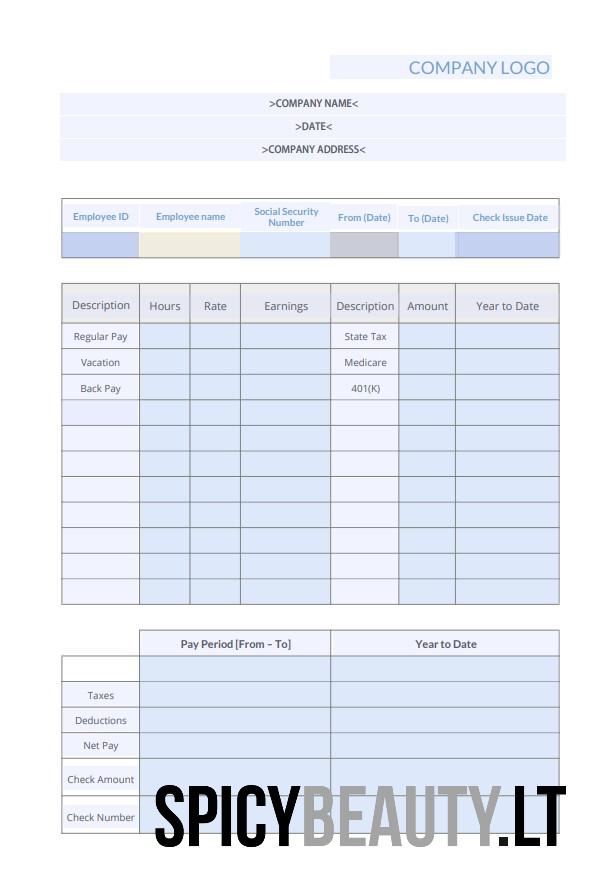 COMPANY LOGO
>COMPANY NAME<
>DATE<
>COMPANY ADDRESS<
Employee ID Employee name Social Security Number From (Date) To (Date) Check Issue Date
Description Hours Rate Earnings Description Amount Year to Date
Regular Pay State Tax
Vacation Medicare
Back Pay 401(K)
Pay Period [From – To] Year to Date
Taxes
Deductions
Net Pay
Check Amount
Check Number
SPICYBEAUTY.LT